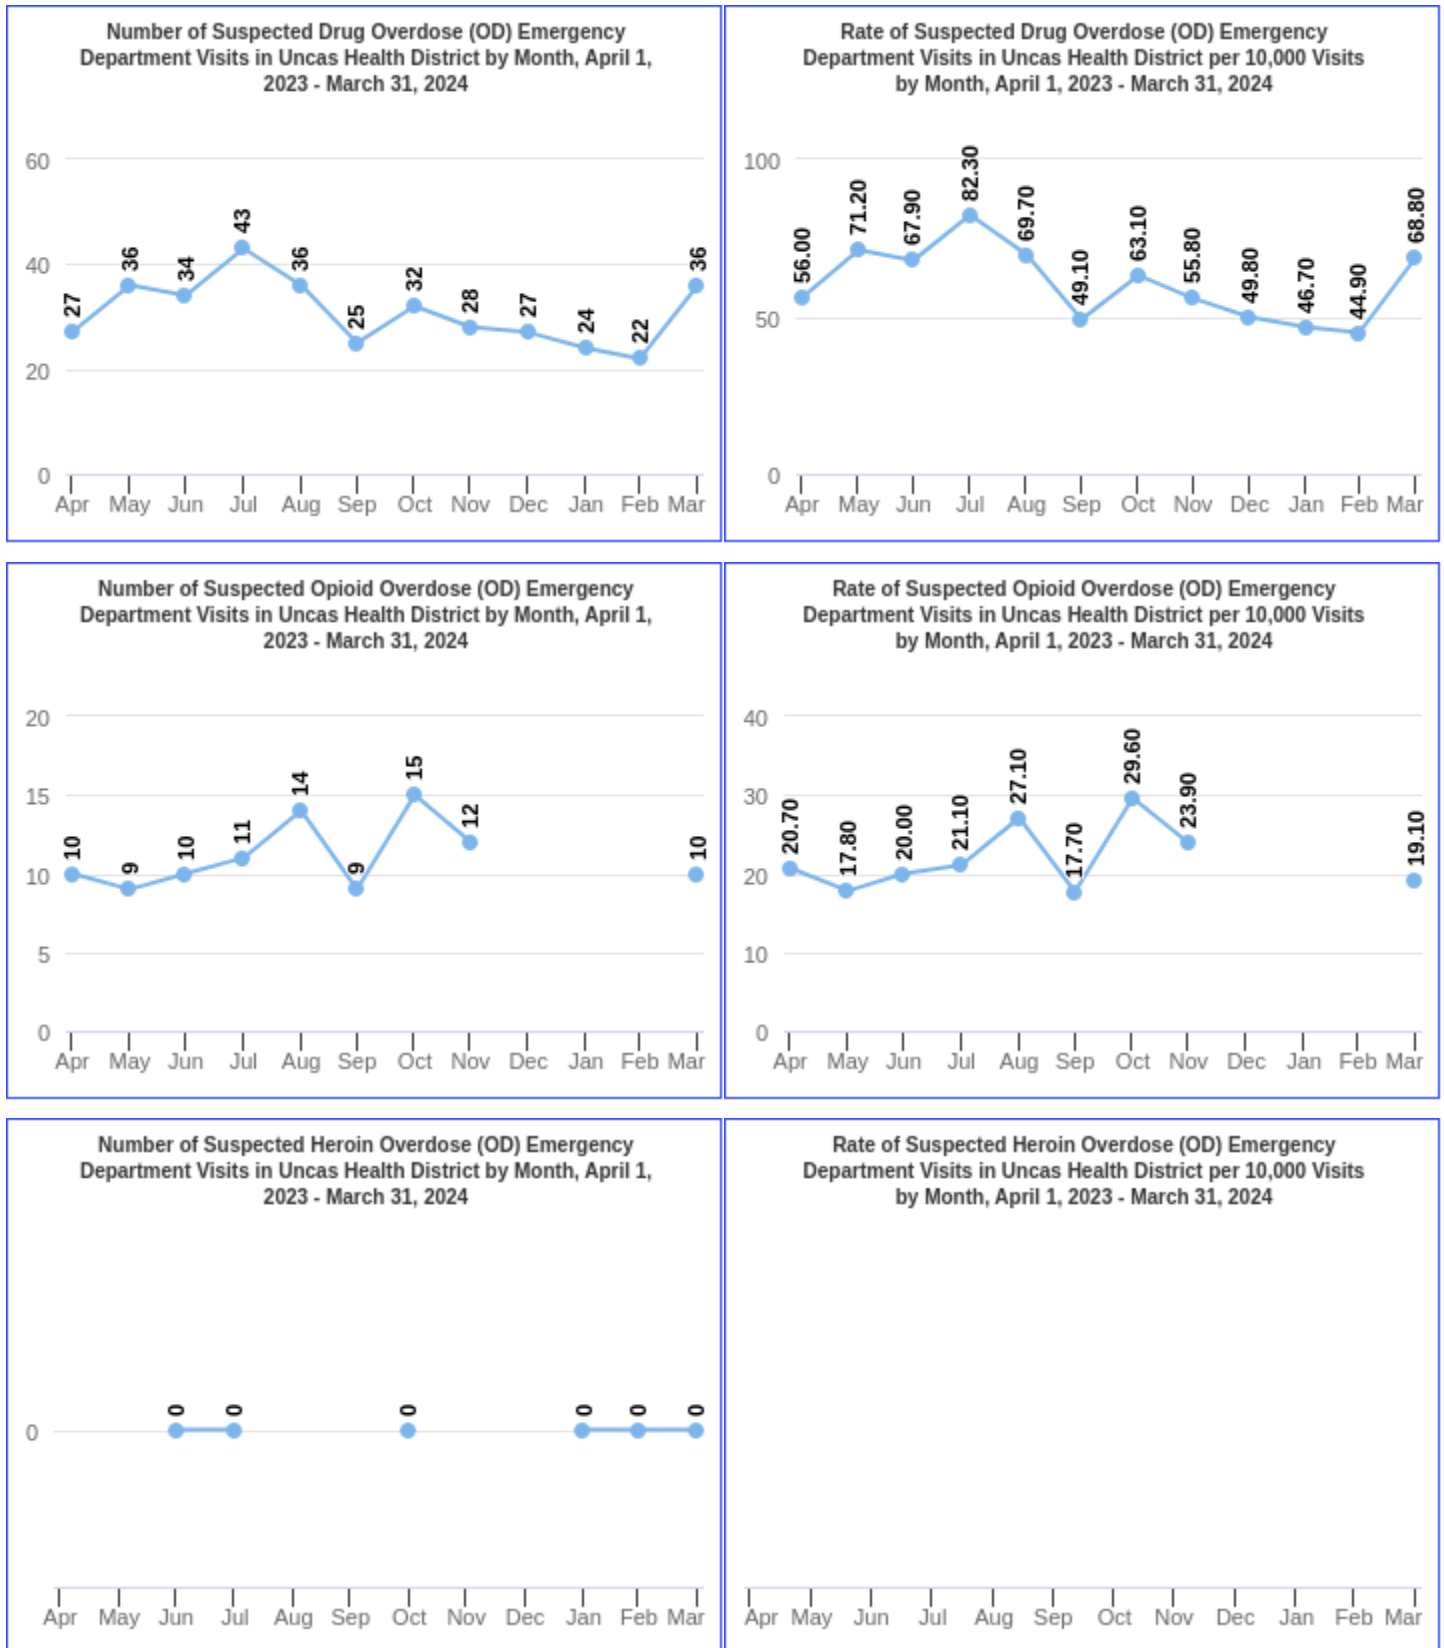 Number of Suspected Drug Overdose (OD) Emergency
Department Visits in Uncas Health District by Month, April 1,
2023 - March 31, 2024
60
40
20
0
27
36
34
43
36
25
32
28
27
24
22
36
Apr May Jun Jul Aug Sep Oct Nov Dec Jan Feb Mar
Rate of Suspected Drug Overdose (OD) Emergency
Department Visits in Uncas Health District per 10,000 Visits
by Month, April 1, 2023 - March 31, 2024
100
50
0
56.00
71.20
67.90
82.30
69.70
49.10
63.10
55.80
49.80
46.70
44.90
68.80
Apr May Jun Jul Aug Sep Oct Nov Dec Jan Feb Mar
Number of Suspected Opioid Overdose (OD) Emergency
Department Visits in Uncas Health District by Month, April 1,
2023 - March 31, 2024
20
15
10
5
0
10
9
10
11
14
9
15
12
10
Apr May Jun Jul Aug Sep Oct Nov Dec Jan Feb Mar
Rate of Suspected Opioid Overdose (OD) Emergency
Department Visits in Uncas Health District per 10,000 Visits
by Month, April 1, 2023 - March 31, 2024
40
30
20
10
0
20.70
17.80
20.00
21.10
27.10
17.70
29.60
23.90
19.10
Apr May Jun Jul Aug Sep Oct Nov Dec Jan Feb Mar
Number of Suspected Heroin Overdose (OD) Emergency
Department Visits in Uncas Health District by Month, April 1,
2023 - March 31, 2024
0
0
0
0
0
0
0
Apr May Jun Jul Aug Sep Oct Nov Dec Jan Feb Mar
Rate of Suspected Heroin Overdose (OD) Emergency
Department Visits in Uncas Health District per 10,000 Visits
by Month, April 1, 2023 - March 31, 2024
Apr May Jun Jul Aug Sep Oct Nov Dec Jan Feb Mar